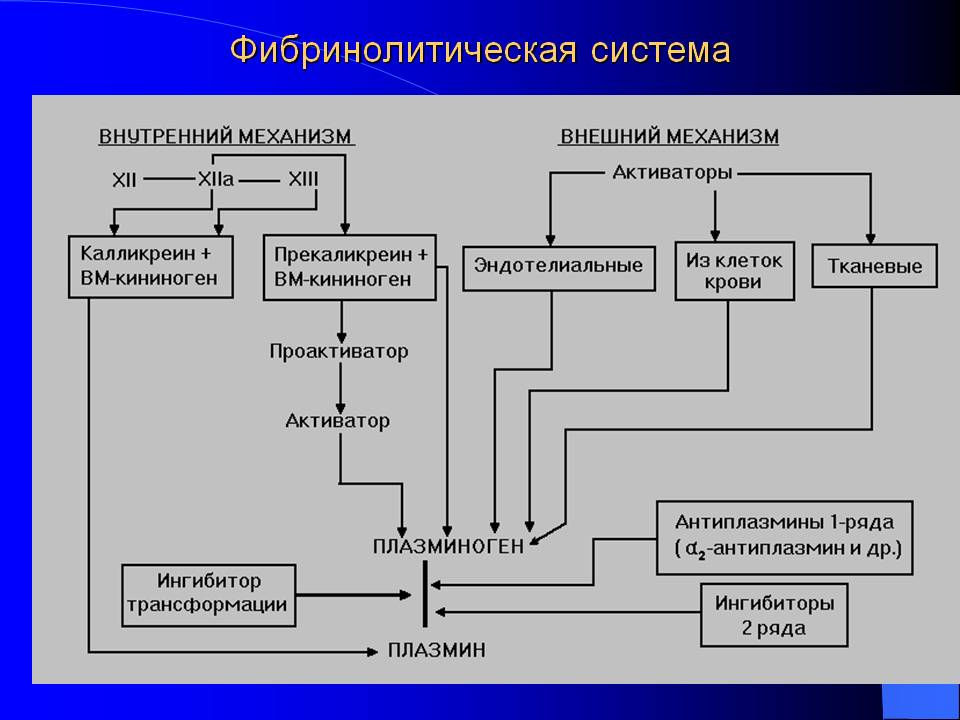 Фибринолитическая система
ВНУТРЕННИЙ МЕХАНИЗМ
XII
XIIa
XIII
Калликреин +
ВМ-кининоген
Прекаликреин +
ВМ-кининоген
Проактиватор
Активатор
ВНЕШНИЙ МЕХАНИЗМ
Активаторы
Эндотелиальные
Из клеток
крови
Тканевые
ПЛАЗМИНОГЕН
Антиплазмины 1-ряда
( α₂-антиплазмин и др.)
Ингибитор
трансформации
Ингибиторы
2 ряда
ПЛАЗМИН